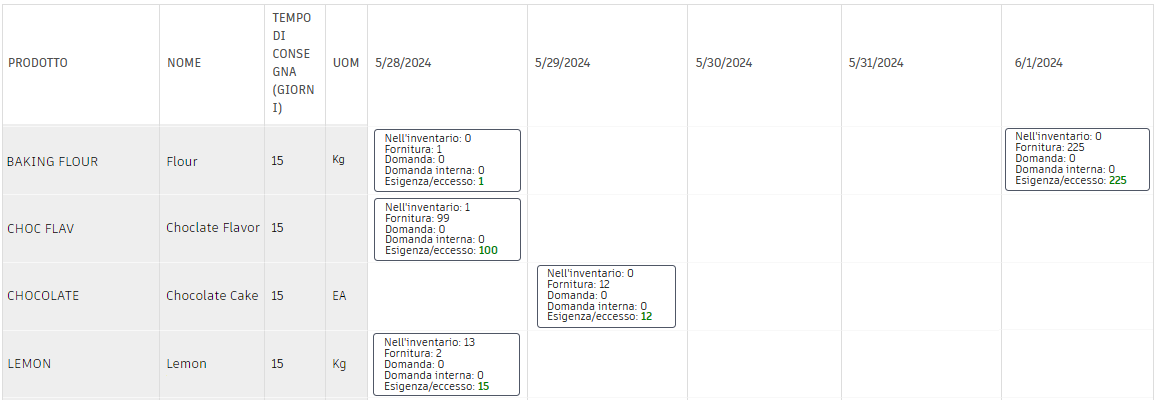 PRODOTTO NOME TEMPO DI CONSE GNA (GIORN I) UOM 5/28/2024 5/29/2024 5/30/2024 5/31/2024 6/1/2024
BAKING FLOUR Flour 15 Kg
Nell'inventario: 0
Fornitura: 1
Domanda: 0
Domanda interna: 0
Esigenza/eccesso: 1
Nell'inventario: 0
Fornitura: 225
Domanda: 0
Domanda interna: 0
Esigenza/eccesso: 225
CHOC FLAV Choclate Flavor 15
Nell'inventario: 1
Fornitura: 99
Domanda: 0
Domanda interna: 0
Esigenza/eccesso: 100
CHOCOLATE Chocolate Cake 15 EA
Nell'inventario: 0
Fornitura: 12
Domanda: 0
Domanda interna: 0
Esigenza/eccesso: 12
LEMON Lemon 15 Kg
Nell'inventario: 13
Fornitura: 2
Domanda: 0
Domanda interna: 0
Esigenza/eccesso: 15